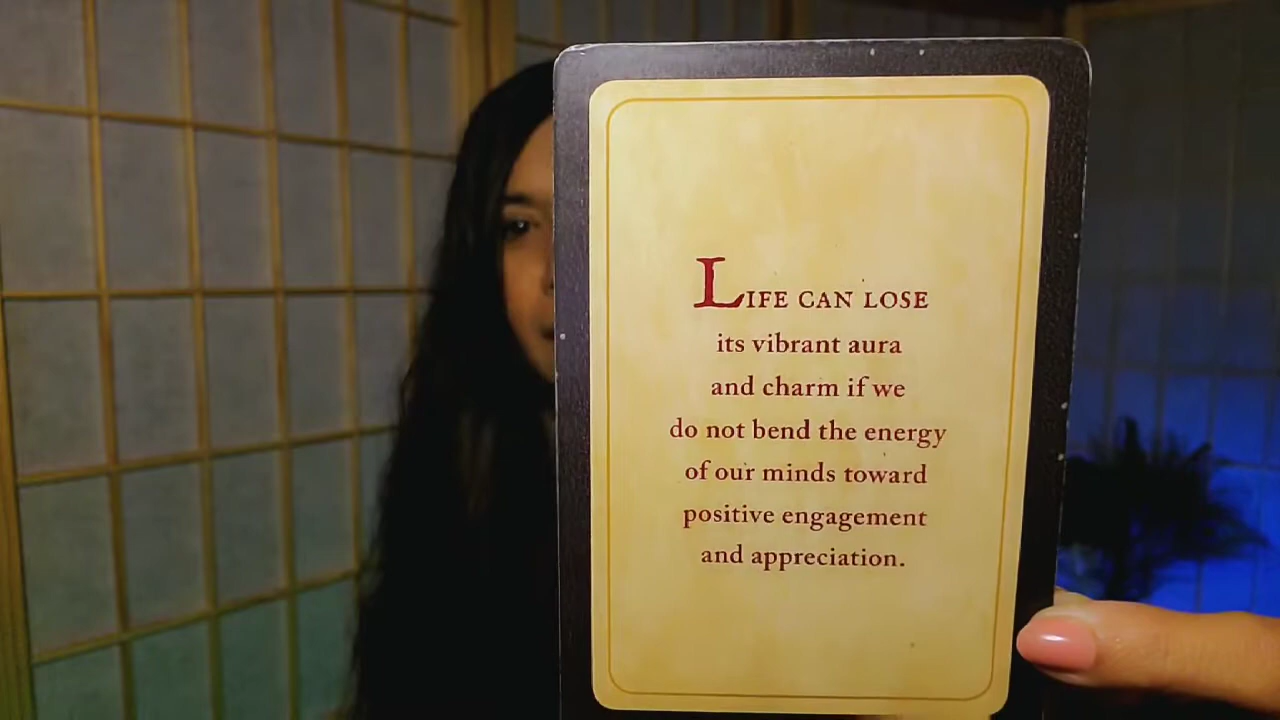 LIFE CAN LOSE
its vibrant aura
and charm if we
do not bend the energy
of our minds toward
positive engagement
and appreciation.